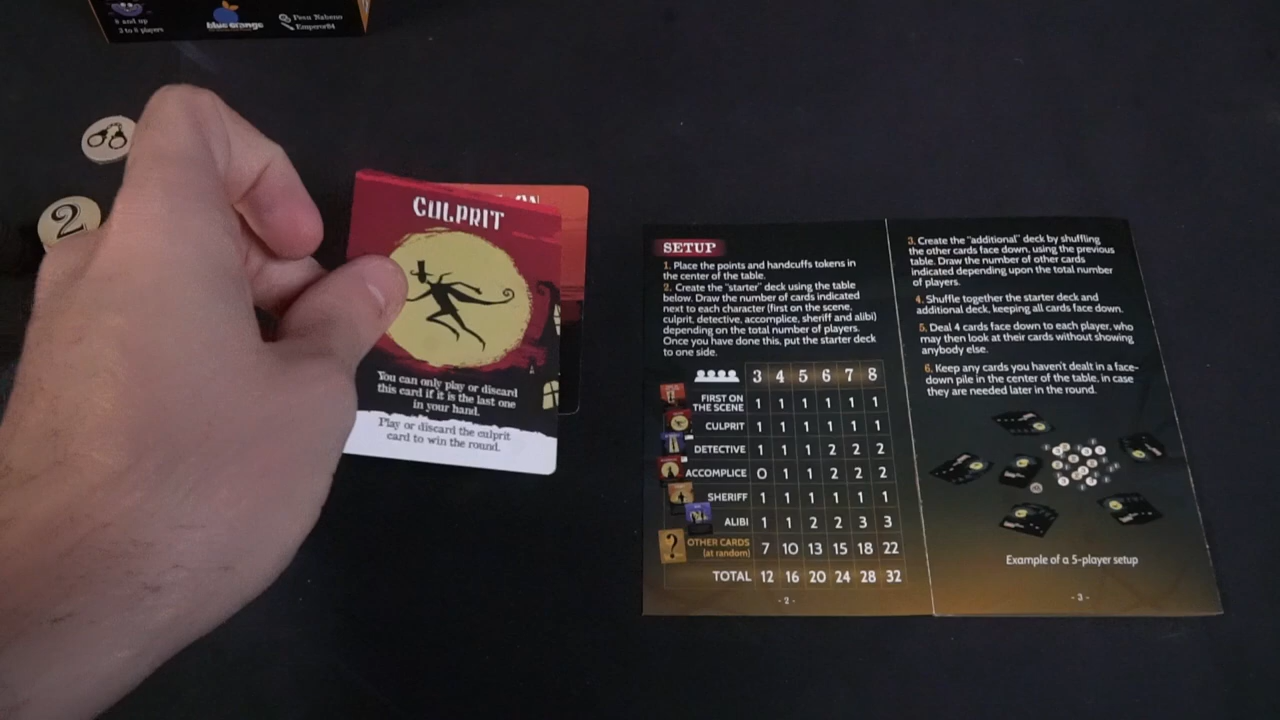 8 and up
2 to 8 players
blue orange
Emperor84
2
CULPRIT
You can only play or discard
this card if it is the last one
in your hand.
Play or discard the culprit
card to win the round.
SETUP
1. Place the points and handcuffs tokens in
the center of the table.
2. Create the "starter" deck using the table
below. Draw the number of cards indicated
next to each character (first on the scene,
culprit, detective, accomplice, sheriff and alibi)
depending on the total number of players.
Once you have done this, put the starter deck
to one side.
3 4 5 6 7 8
FIRST ON
THE SCENE 1 1 1 1 1 1
CULPRIT 1 1 1 1 1 1
DETECTIVE 1 1 1 2 2 2
ACCOMPLICE 0 1 1 2 2 2
SHERIFF 1 1 1 1 1 1
ALIBI 1 1 2 2 3 3
? OTHER CARDS
(at random) 7 10 13 15 18 22
TOTAL 12 16 20 24 28 32
- 2 -
3. Create the "additional" deck by shuffling
the other cards face down, using the previous
table. Draw the number of other cards
indicated depending upon the total number
of players.
4. Shuffle together the starter deck and
additional deck, keeping all cards face down.
5. Deal 4 cards face down to each player, who
may then look at their cards without showing
anybody else.
6. Keep any cards you haven't dealt in a face-
down pile in the center of the table, in case
they are needed later in the round.
Example of a 5-player setup
- 3 -